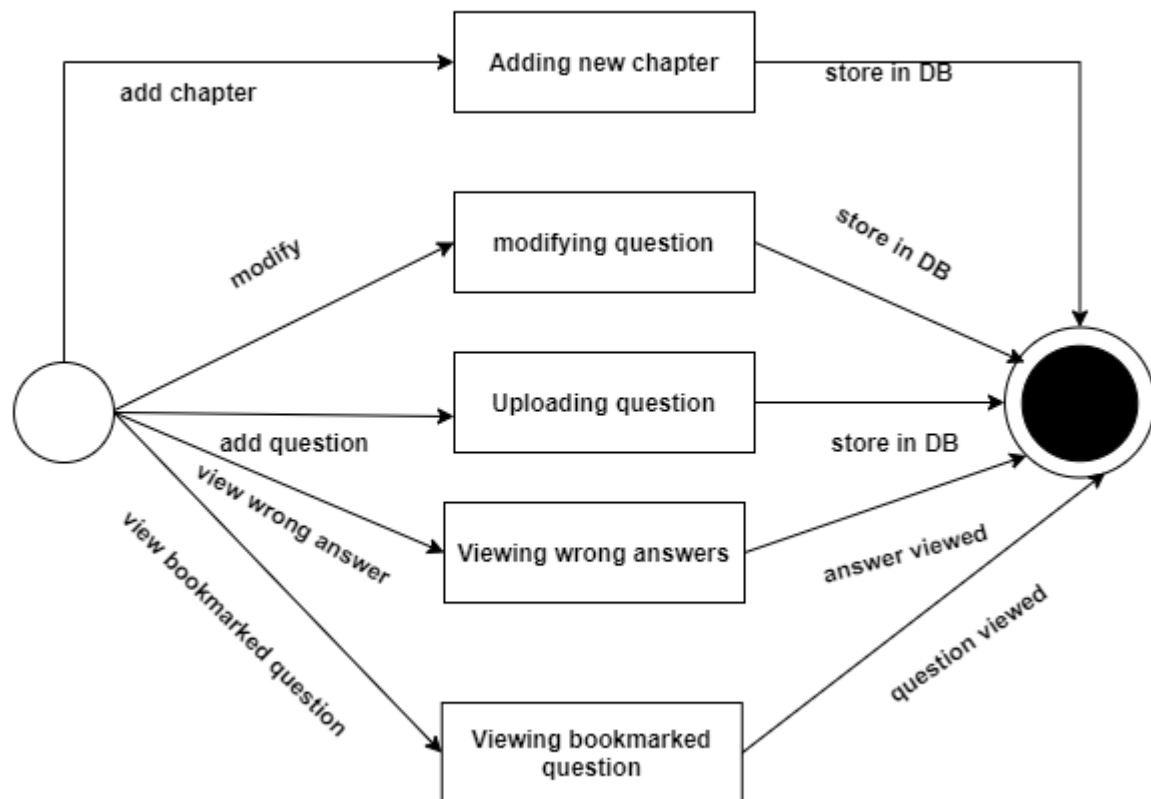 Adding new chapter
add chapter
store in DB
modify
modifying question
store in DB
Uploading question
add question
store in DB
view wrong answer
Viewing wrong answers
answer viewed
view bookmarked question
Viewing bookmarked
question
question viewed